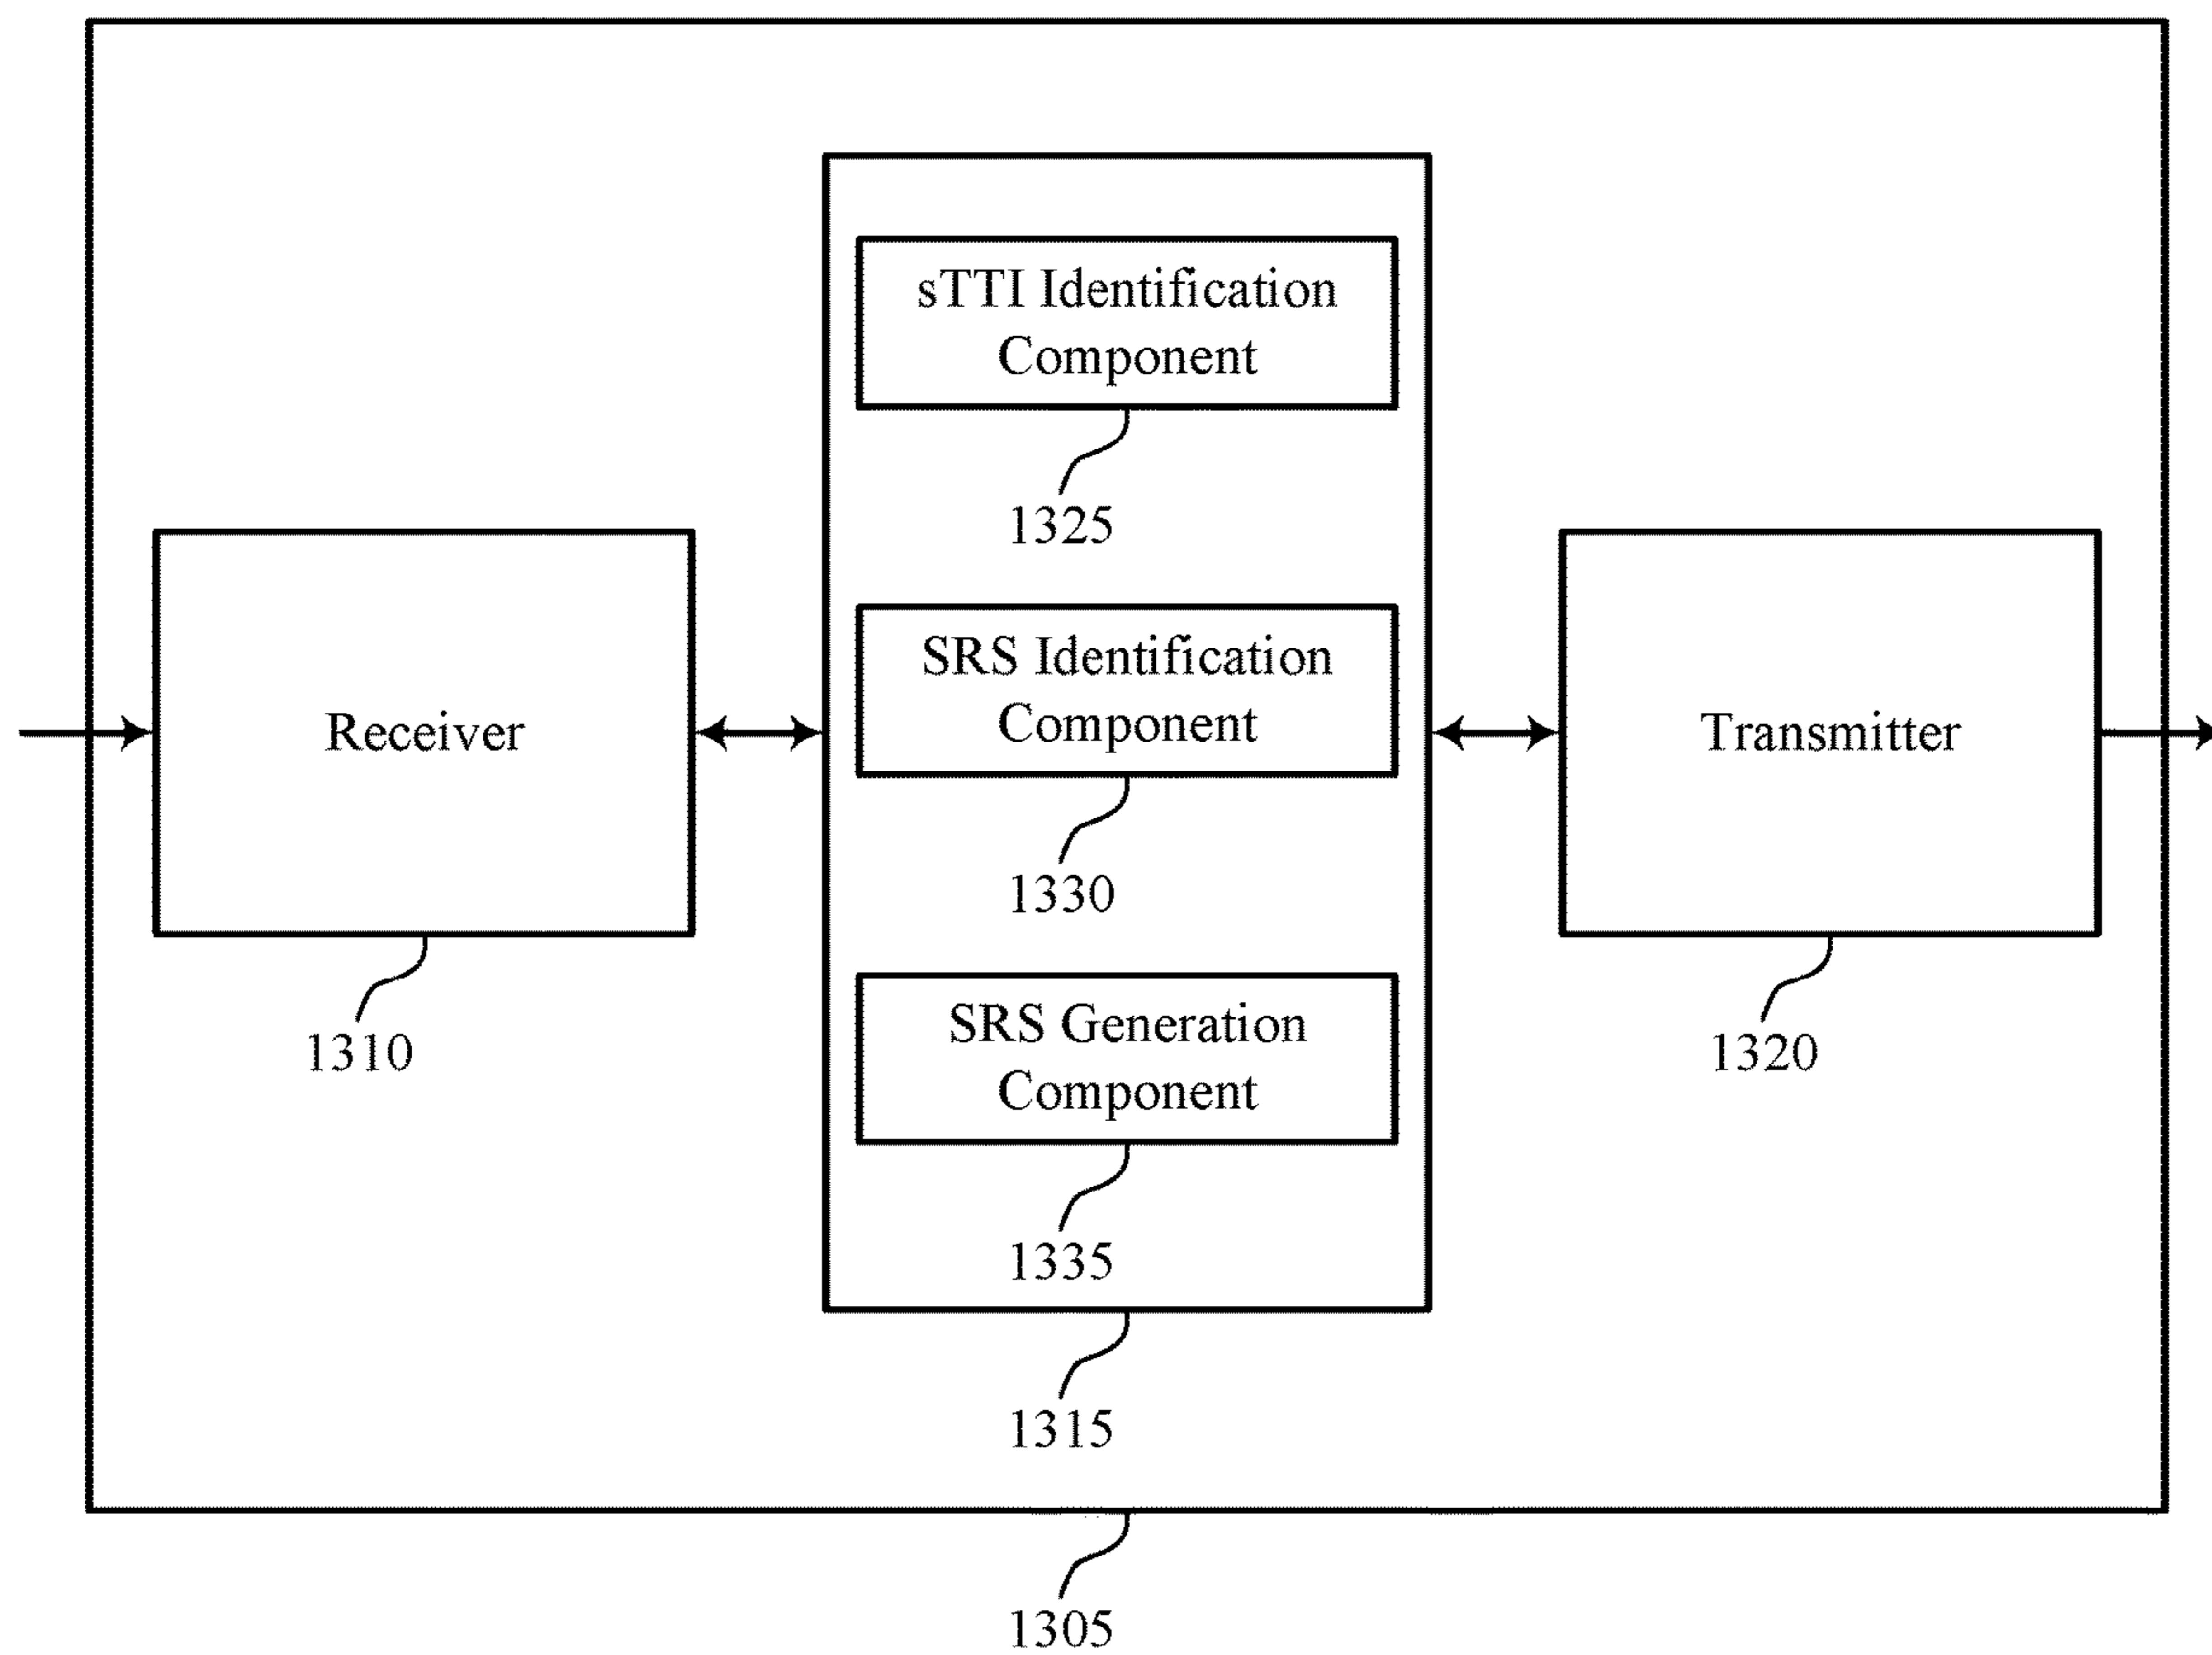 sTTI Identification
Component
1325
SRS Identification
Component
1330
SRS Generation
Component
1335
1315
Receiver
1310
Transmitter
1320
1305